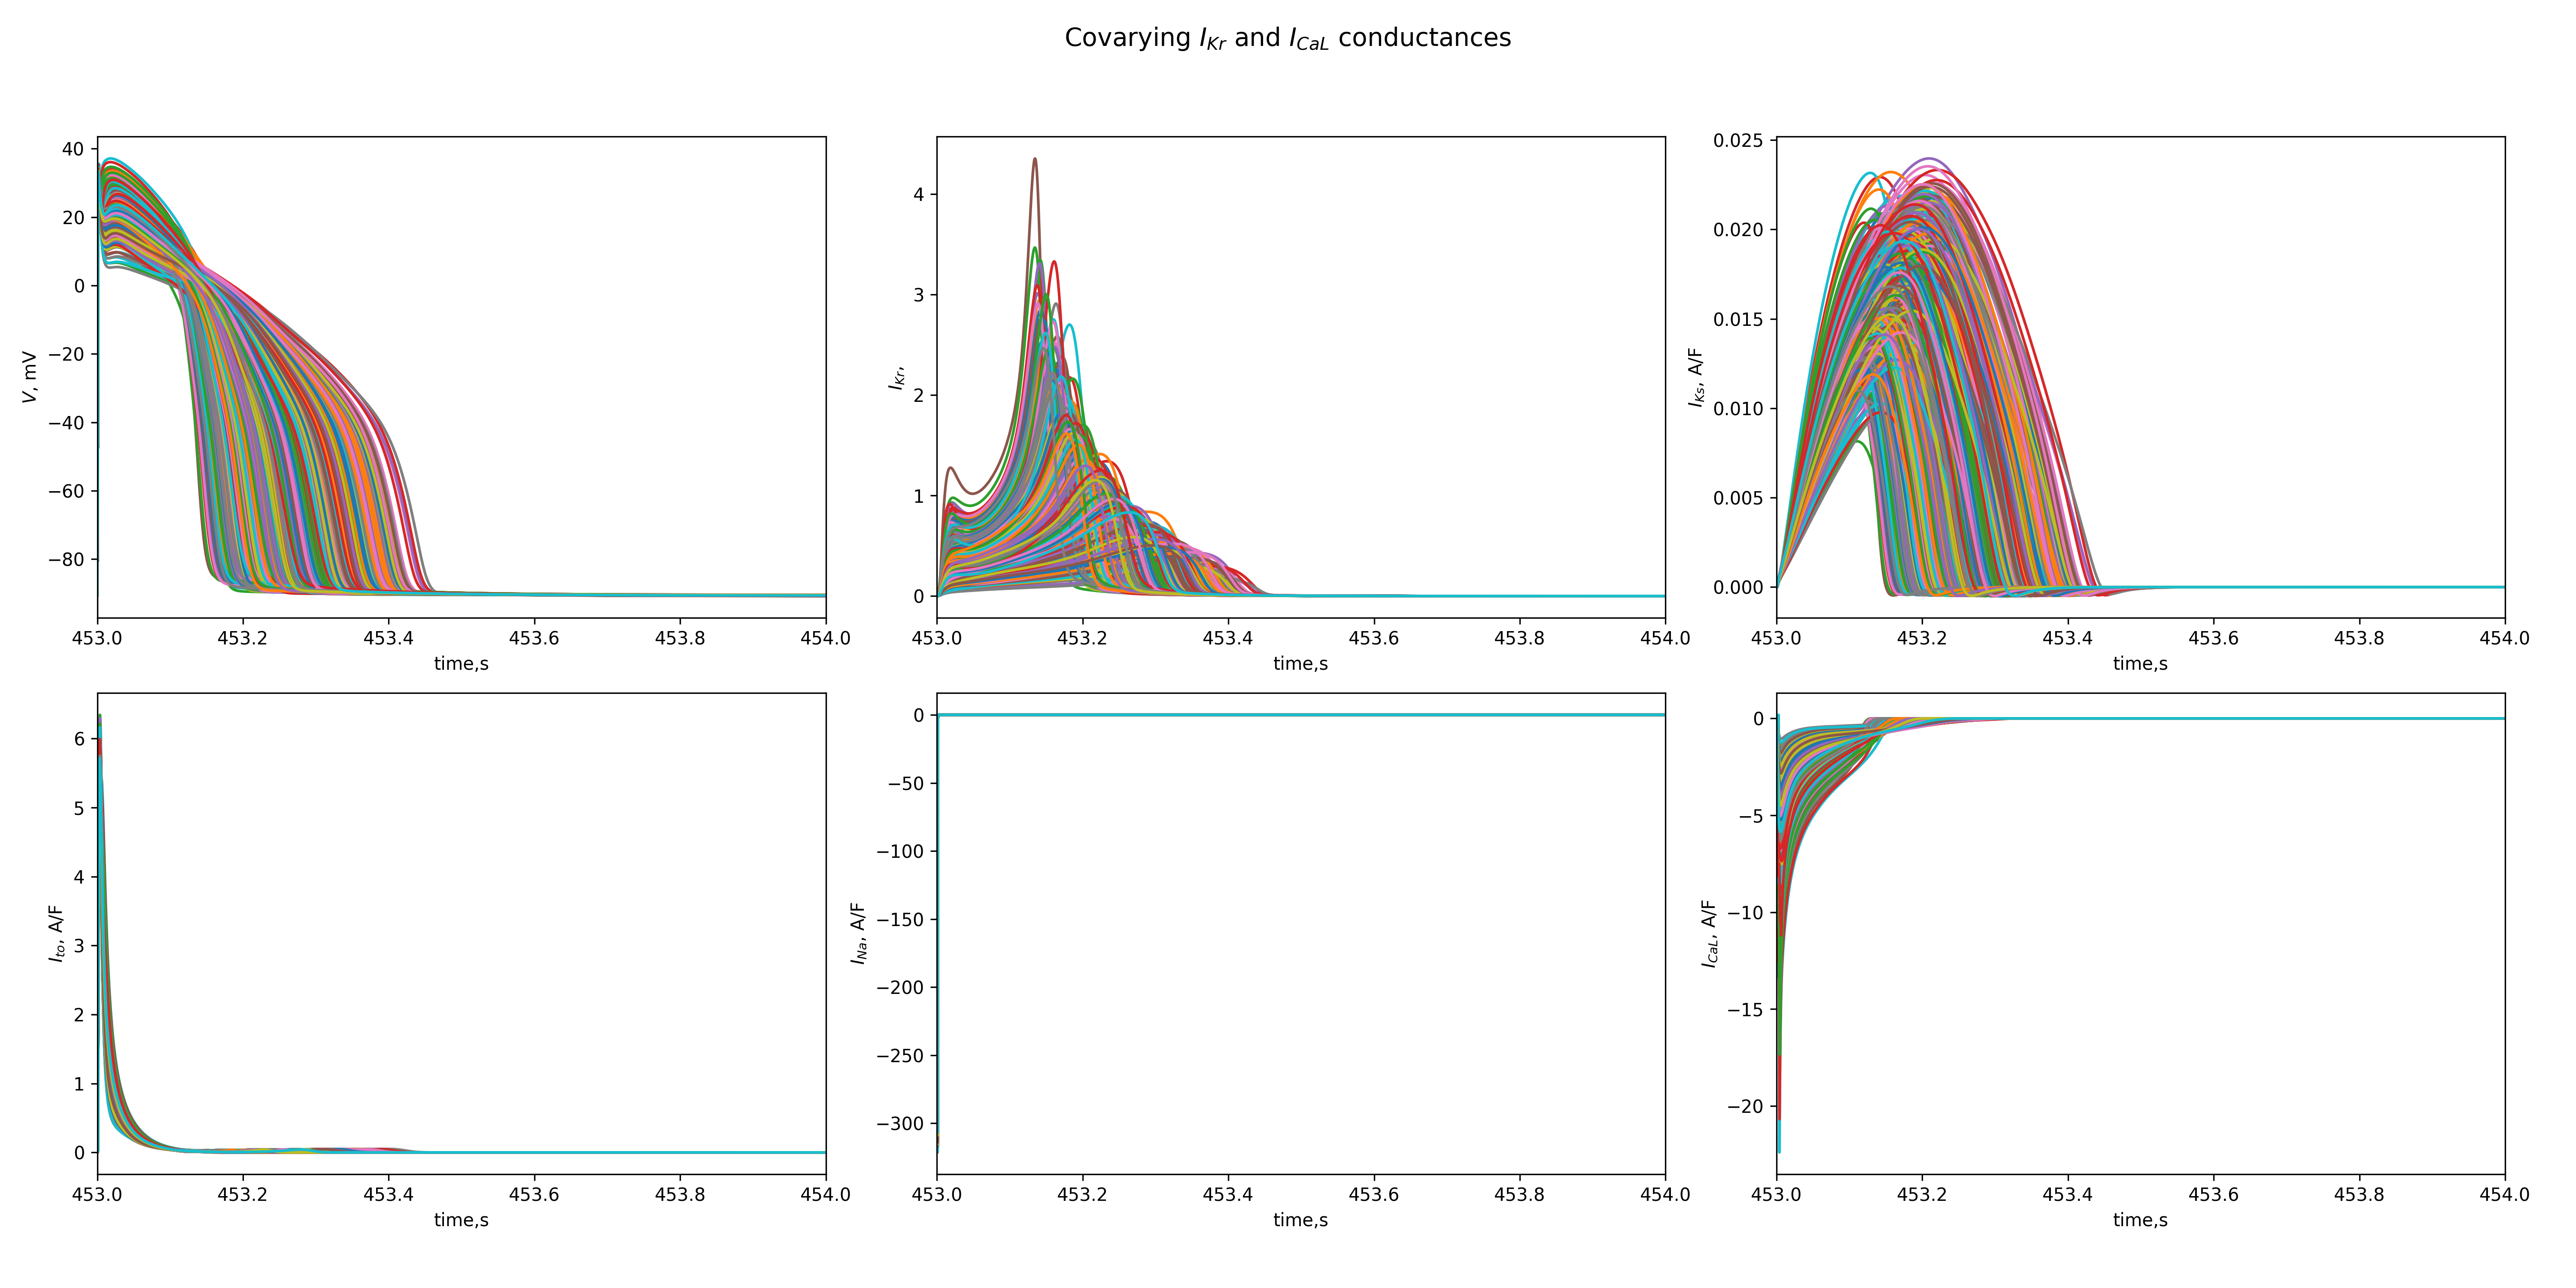 Covarying I_Kr and I_CaL conductances
40
20
0
−20
−40
−60
−80
V, mV
453.0 453.2 453.4 453.6 453.8 454.0
time,s
4
3
2
1
0
I_Kr,
453.0 453.2 453.4 453.6 453.8 454.0
time,s
0.025
0.020
0.015
0.010
0.005
0.000
I_Ks, A/F
453.0 453.2 453.4 453.6 453.8 454.0
time,s
6
5
4
3
2
1
0
I_to, A/F
453.0 453.2 453.4 453.6 453.8 454.0
time,s
0
−50
−100
−150
−200
−250
−300
I_Na, A/F
453.0 453.2 453.4 453.6 453.8 454.0
time,s
0
−5
−10
−15
−20
I_CaL, A/F
453.0 453.2 453.4 453.6 453.8 454.0
time,s